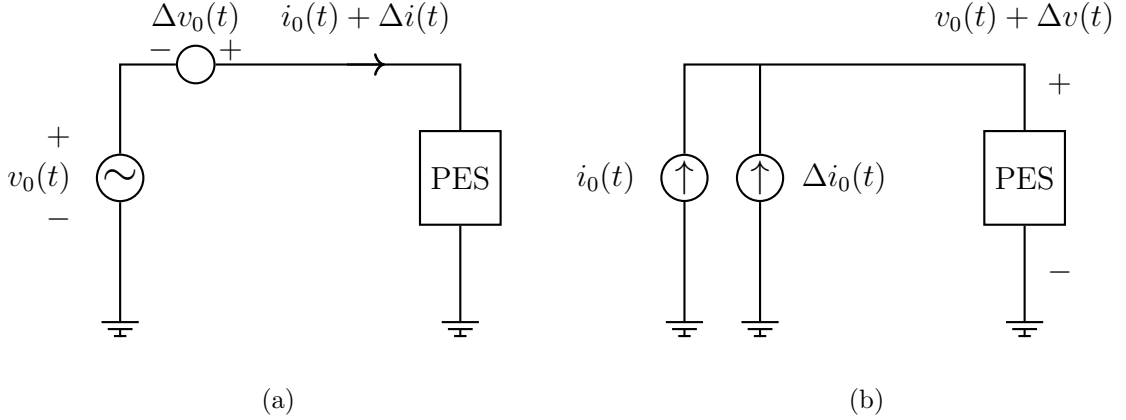 Δv₀(t)
i₀(t) + Δi(t)
− +
+
v₀(t)
−
PES
(a)
v₀(t) + Δv(t)
+
i₀(t)
Δi₀(t)
PES
−
(b)